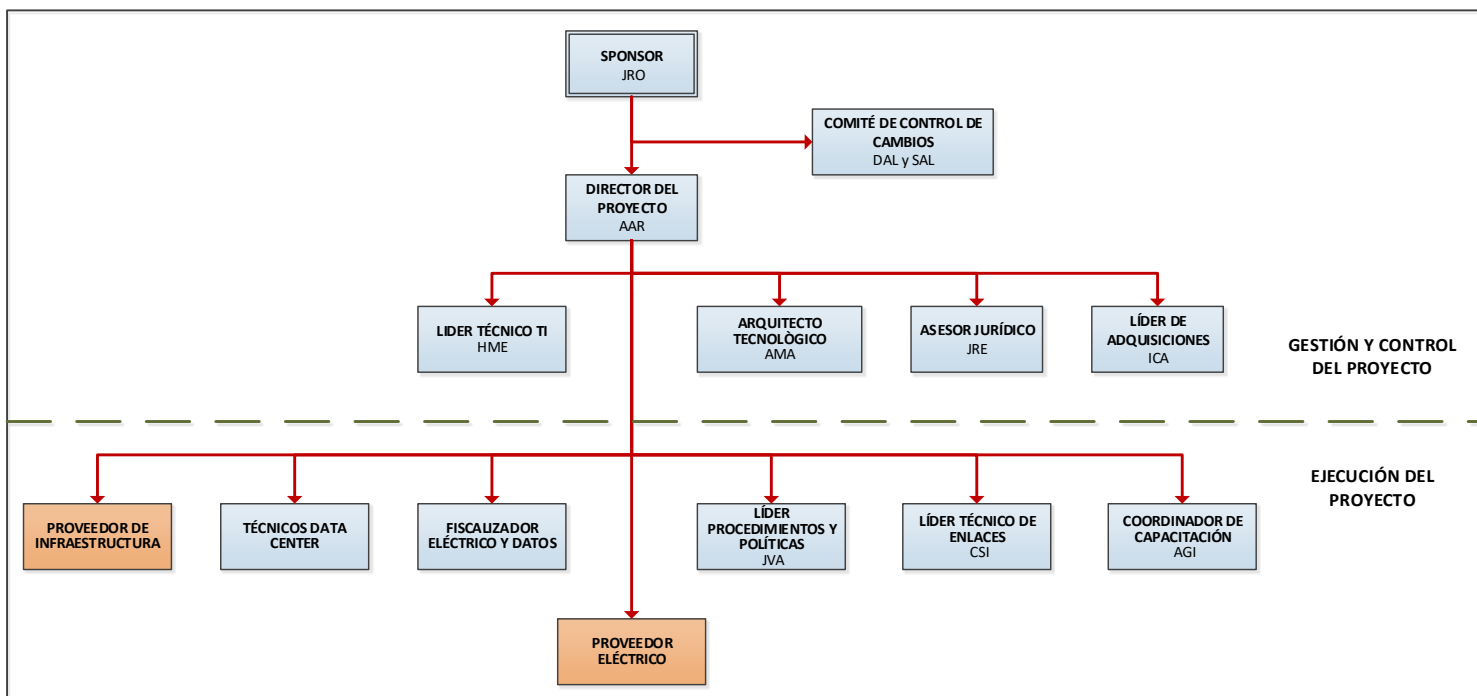 SPONSOR
JRO
COMITÉ DE CONTROL DE
CAMBIOS
DAL y SAL
DIRECTOR DEL
PROYECTO
AAR
LIDER TÉCNICO TI
HME
ARQUITECTO
TECNOLÒGICO
AMA
ASESOR JURÍDICO
JRE
LÍDER DE
ADQUISICIONES
ICA
GESTIÓN Y CONTROL
DEL PROYECTO
EJECUCIÓN DEL
PROYECTO
PROVEEDOR DE
INFRAESTRUCTURA
TÉCNICOS DATA
CENTER
FISCALIZADOR
ELÉCTRICO Y DATOS
LÍDER
PROCEDIMIENTOS Y
POLÍTICAS
JVA
LÍDER TÉCNICO DE
ENLACES
CSI
COORDINADOR DE
CAPACITACIÓN
AGI
PROVEEDOR
ELÉCTRICO